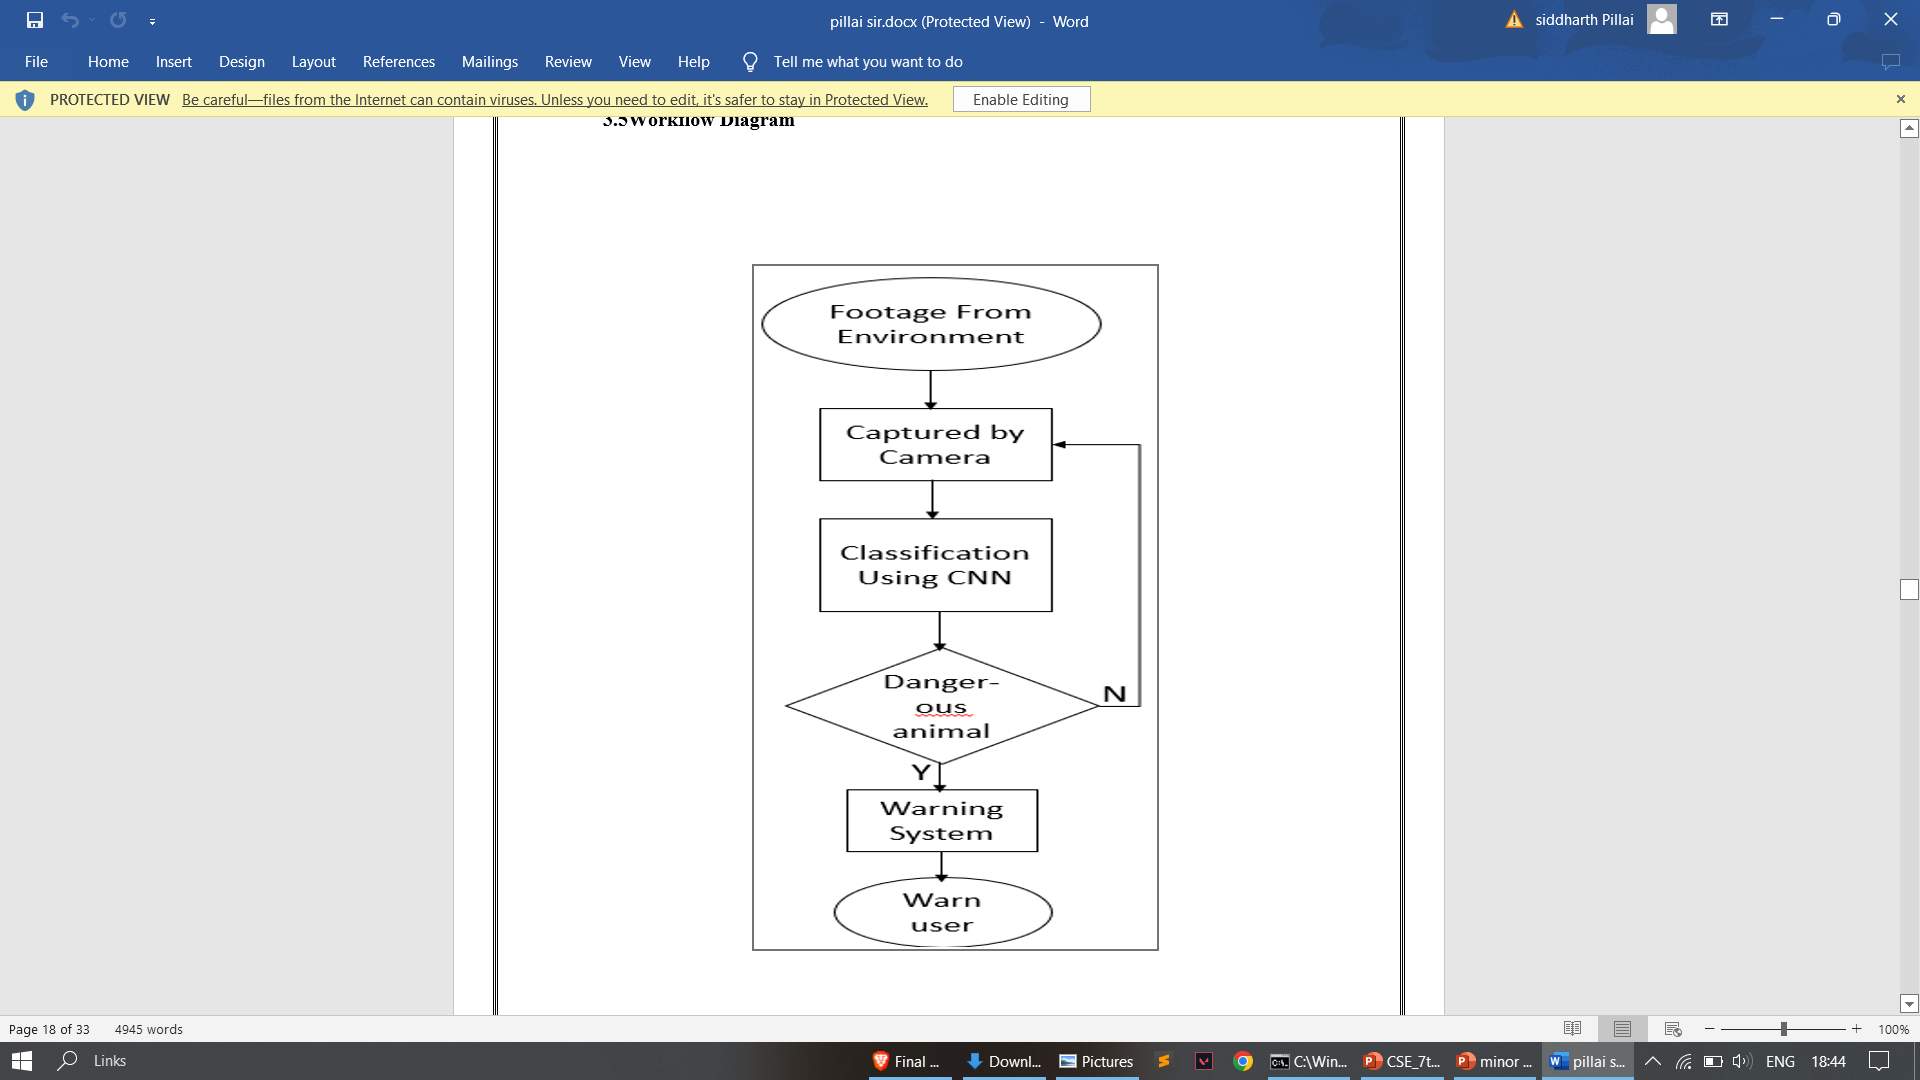 pillai sir.docx (Protected View) - Word
siddharth Pillai
File Home Insert Design Layout References Mailings Review View Help Tell me what you want to do
PROTECTED VIEW Be careful—files from the Internet can contain viruses. Unless you need to edit, it's safer to stay in Protected View. Enable Editing
3.5Workflow Diagram
Footage From
Environment
Captured by
Camera
Classification
Using CNN
Danger-
ous
animal
N
Y
Warning
System
Warn
user
Page 18 of 33 4945 words
100%
Links
Final ...
Downl...
Pictures
C:\Win...
CSE_7t...
minor ...
pillai s...
ENG
18:44